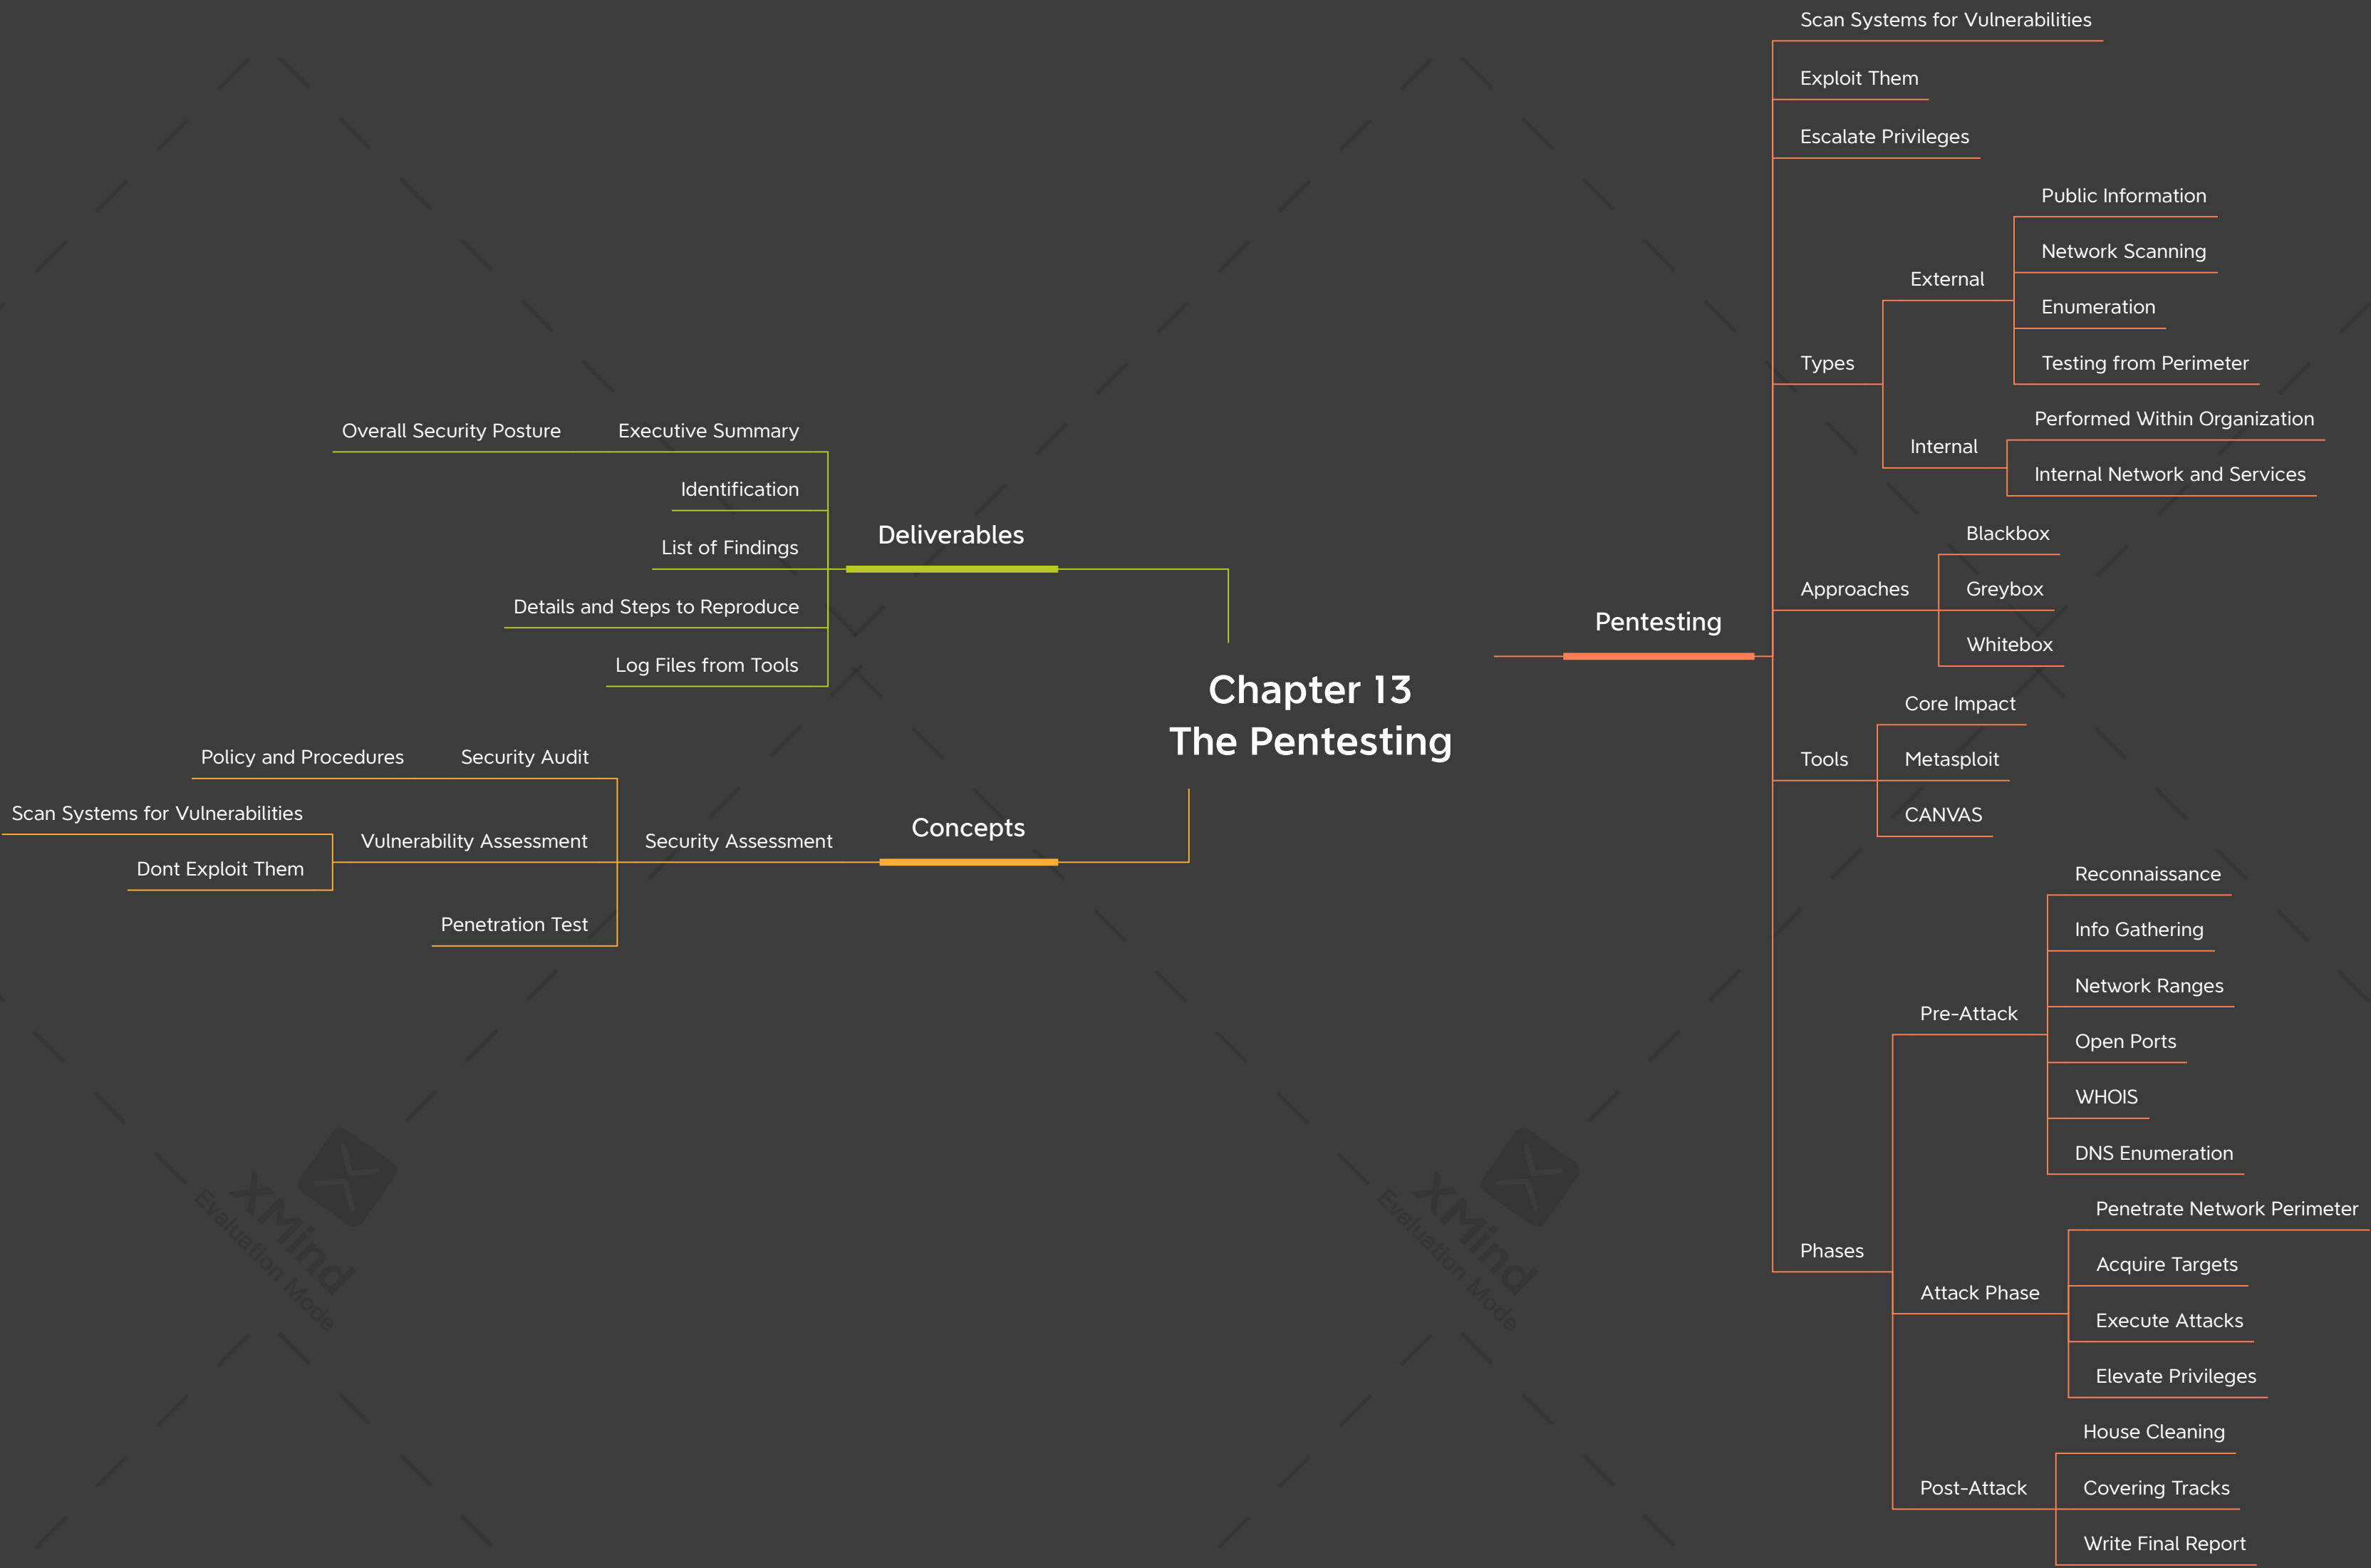 Chapter 13
The Pentesting
Pentesting
Scan Systems for Vulnerabilities
Exploit Them
Escalate Privileges
Types
External
Public Information
Network Scanning
Enumeration
Testing from Perimeter
Internal
Performed Within Organization
Internal Network and Services
Approaches
Blackbox
Greybox
Whitebox
Tools
Core Impact
Metasploit
CANVAS
Phases
Pre-Attack
Reconnaissance
Info Gathering
Network Ranges
Open Ports
WHOIS
DNS Enumeration
Attack Phase
Penetrate Network Perimeter
Acquire Targets
Execute Attacks
Elevate Privileges
Post-Attack
House Cleaning
Covering Tracks
Write Final Report
Deliverables
Executive Summary
Overall Security Posture
Identification
List of Findings
Details and Steps to Reproduce
Log Files from Tools
Concepts
Security Assessment
Security Audit
Policy and Procedures
Vulnerability Assessment
Scan Systems for Vulnerabilities
Dont Exploit Them
Penetration Test
XMind
Evaluation Mode
XMind
Evaluation Mode